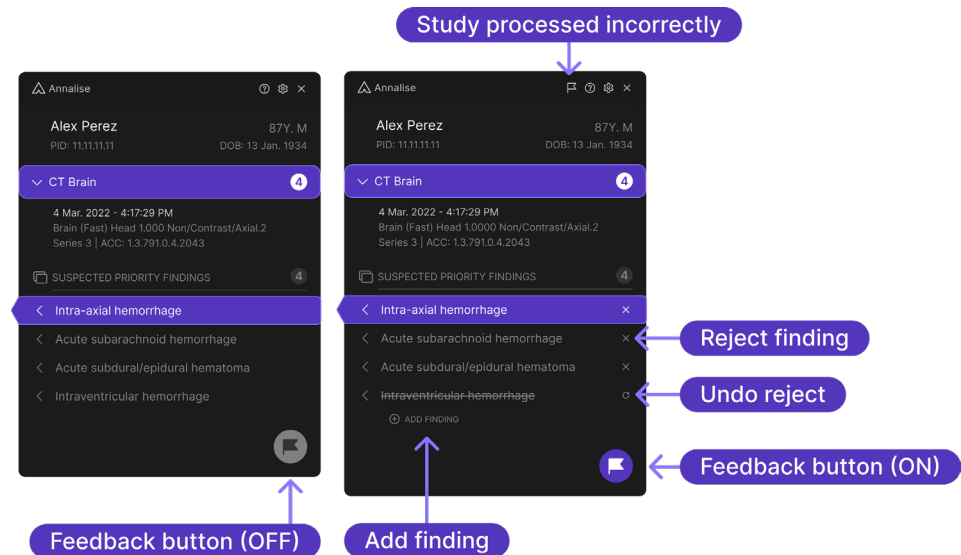 Study processed incorrectly
Annalise
Alex Perez
87Y. M
PID: 11.11.11.11
DOB: 13 Jan. 1934
CT Brain
4
4 Mar. 2022 - 4:17:29 PM
Brain (Fast) Head 1.000 Non/Contrast/Axial.2
Series 3 | ACC: 1.3.791.0.4.2043
SUSPECTED PRIORITY FINDINGS
4
Intra-axial hemorrhage
Acute subarachnoid hemorrhage
Acute subdural/epidural hematoma
Intraventricular hemorrhage
Feedback button (OFF)
Annalise
Alex Perez
87Y. M
PID: 11.11.11.11
DOB: 13 Jan. 1934
CT Brain
4
4 Mar. 2022 - 4:17:29 PM
Brain (Fast) Head 1.0000 Non/Contrast/Axial.2
Series 3 | ACC: 1.3.791.0.4.2043
SUSPECTED PRIORITY FINDINGS
4
Intra-axial hemorrhage
Acute subarachnoid hemorrhage
Acute subdural/epidural hematoma
Intraventricular hemorrhage
ADD FINDING
Reject finding
Undo reject
Feedback button (ON)
Add finding